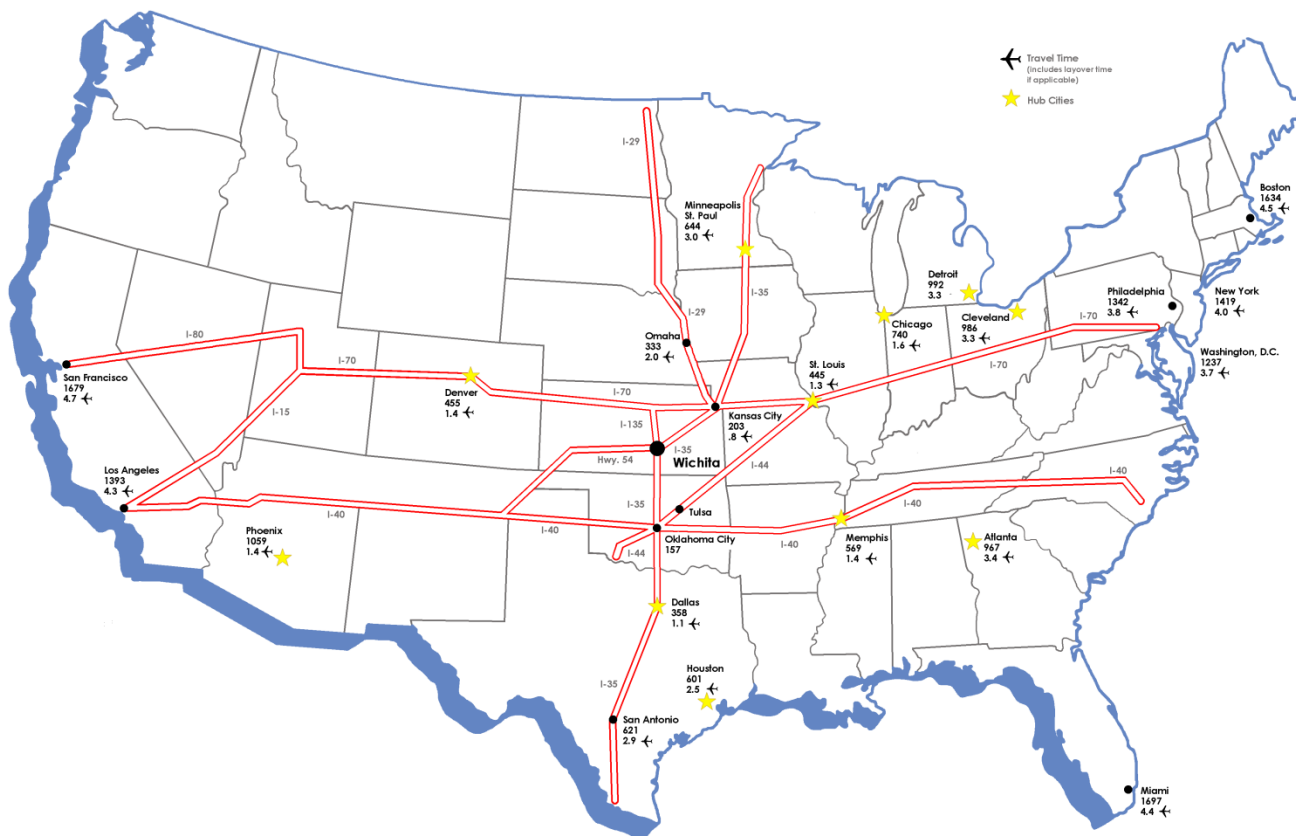 Travel Time
(includes layover time
if applicable)
Hub Cities
I-29
Minneapolis
St. Paul
644
3.0
Boston
1634
4.5
I-35
I-29
Detroit
992
3.3
Cleveland
986
3.3
Philadelphia
1342
3.8
New York
1419
4.0
I-80
Omaha
333
2.0
Chicago
740
1.6
I-70
San Francisco
1679
4.7
I-70
Denver
455
1.4
I-70
St. Louis
445
1.3
I-70
Washington, D.C.
1237
3.7
I-15
I-135
Kansas City
203
.8
I-35
Hwy. 54
Wichita
I-44
Los Angeles
1393
4.3
I-40
I-40
I-35
Tulsa
I-40
Phoenix
1059
1.4
I-40
I-44
Oklahoma City
157
I-40
Memphis
569
1.4
Atlanta
967
3.4
Dallas
358
1.1
I-35
Houston
601
2.5
San Antonio
621
2.9
Miami
1697
4.4